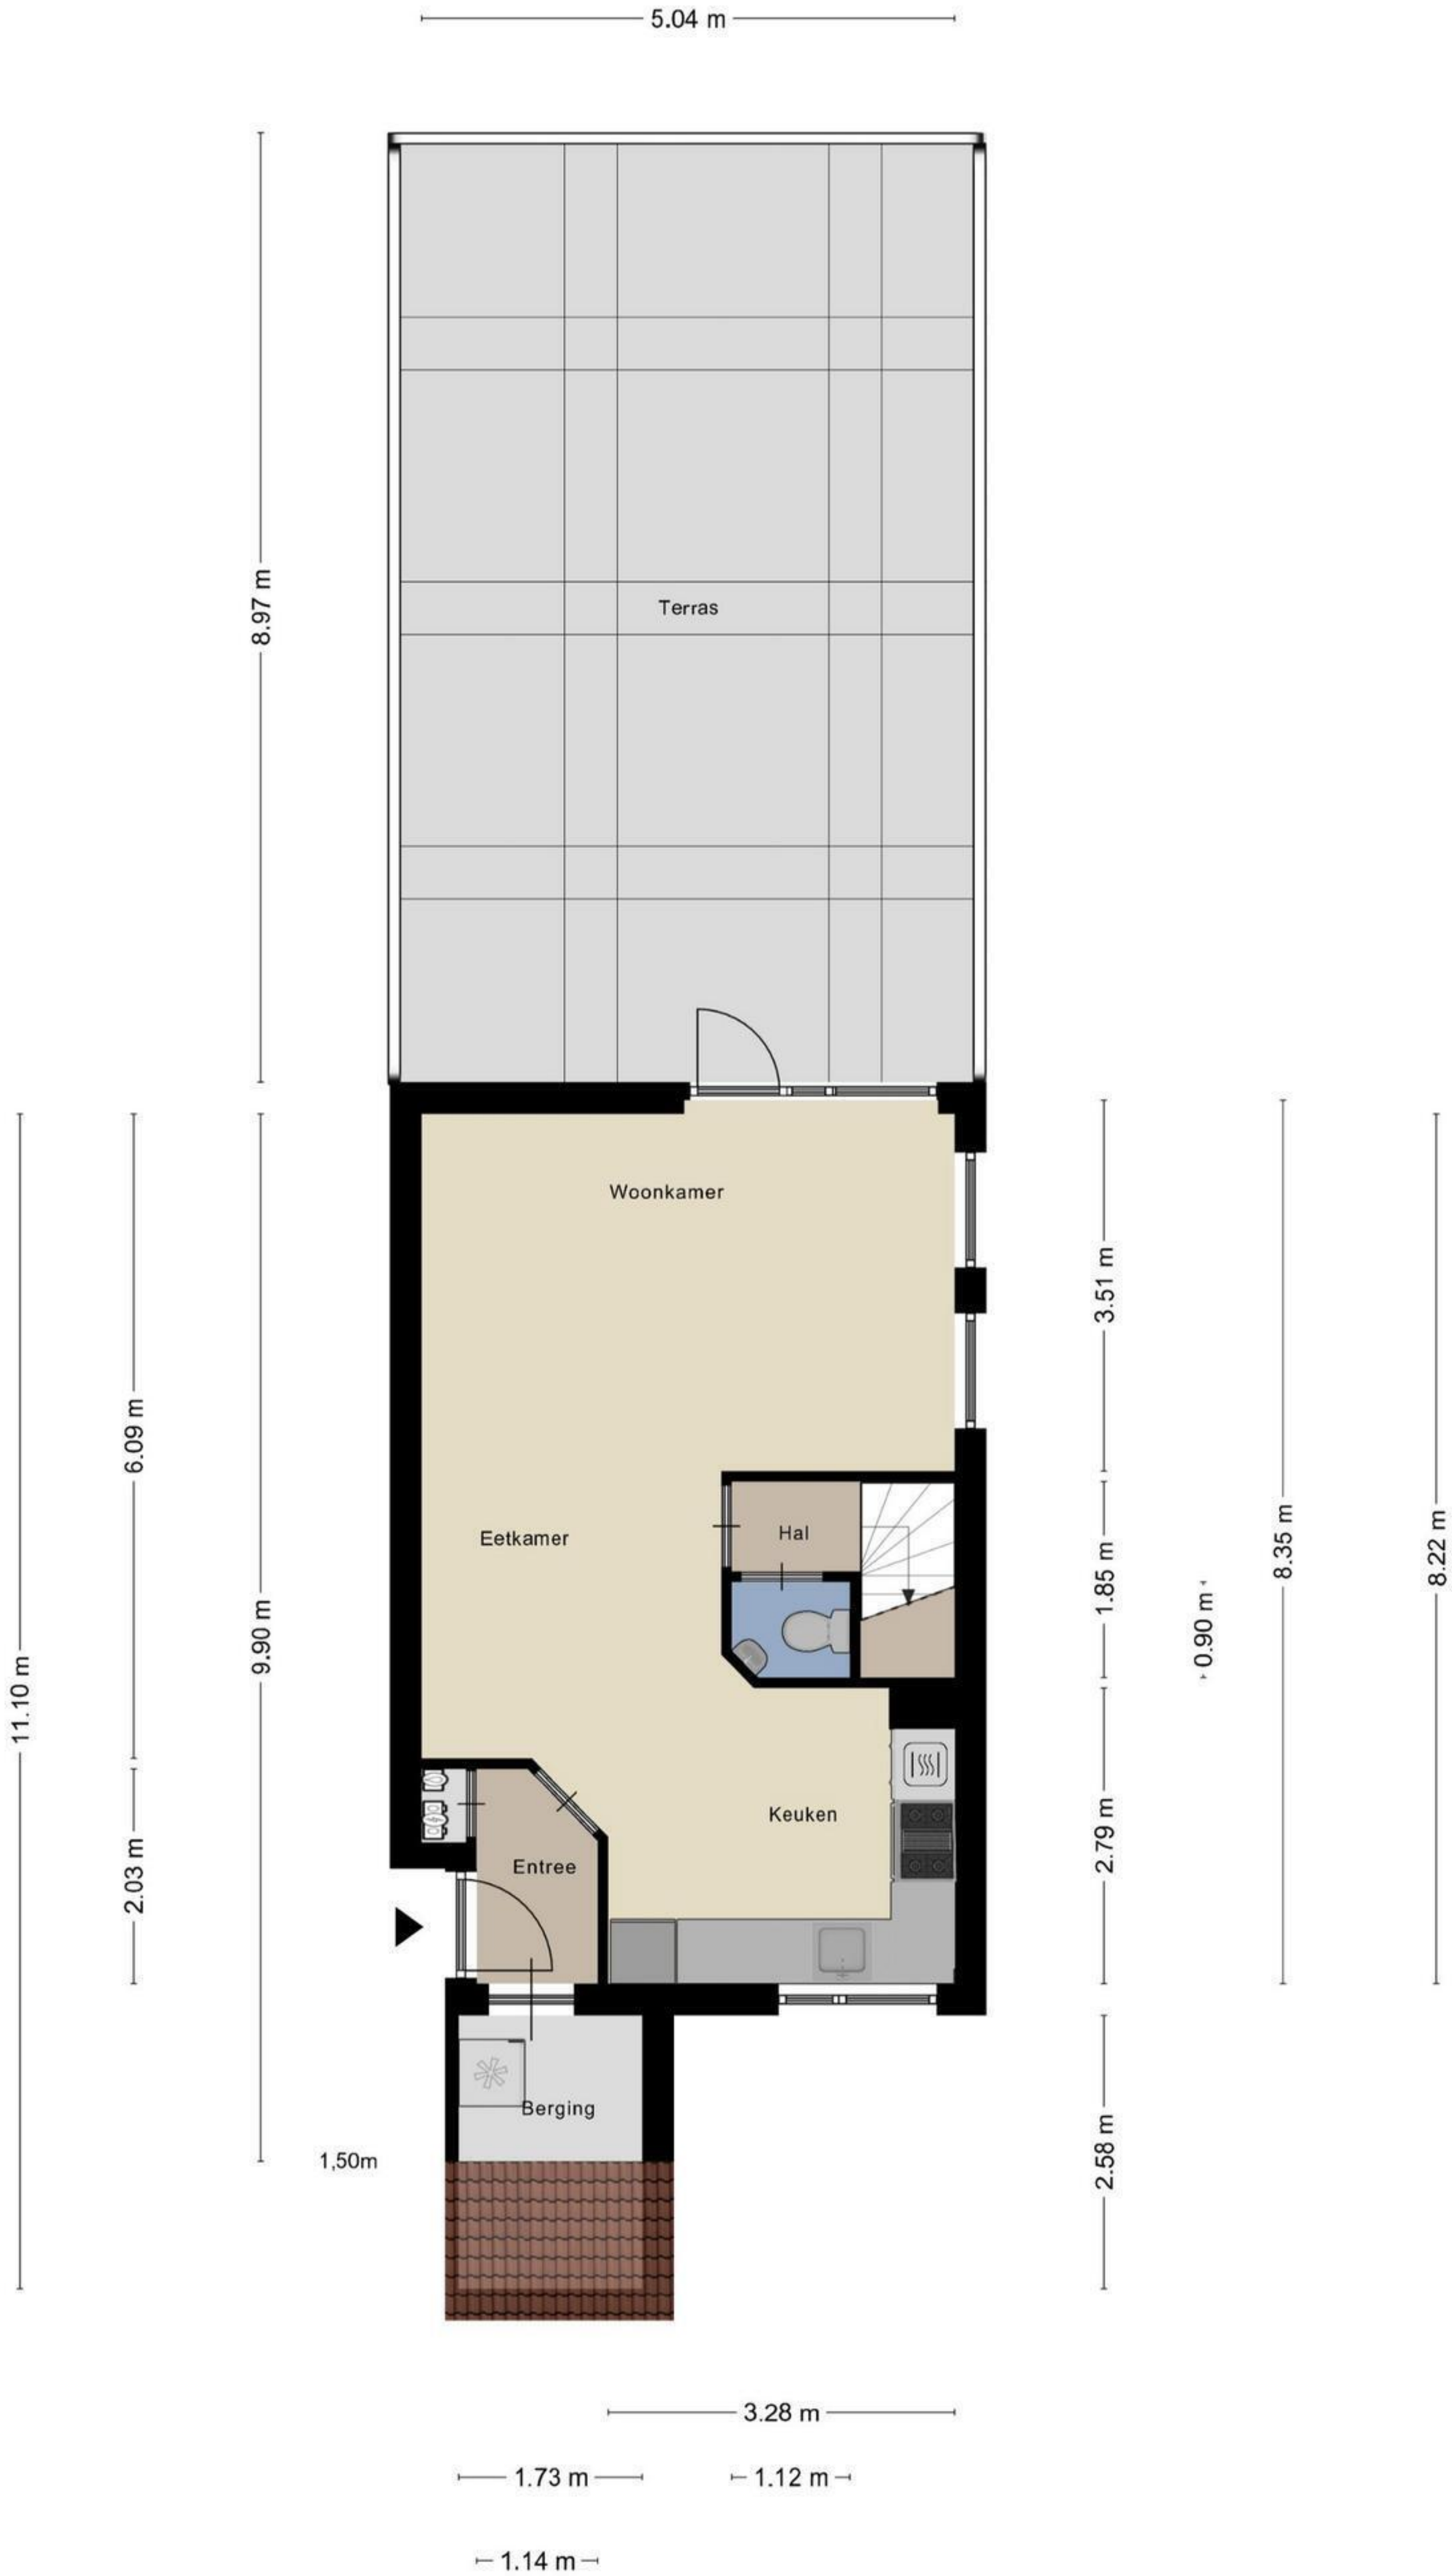 5.04 m
8.97 m
Terras
Woonkamer
3.51 m
6.09 m
Eetkamer
Hal
8.35 m
8.22 m
1.85 m
0.90 m
9.90 m
11.10 m
Keuken
2.79 m
Entree
2.03 m
Berging
1,50m
2.58 m
3.28 m
1.73 m
1.12 m
1.14 m